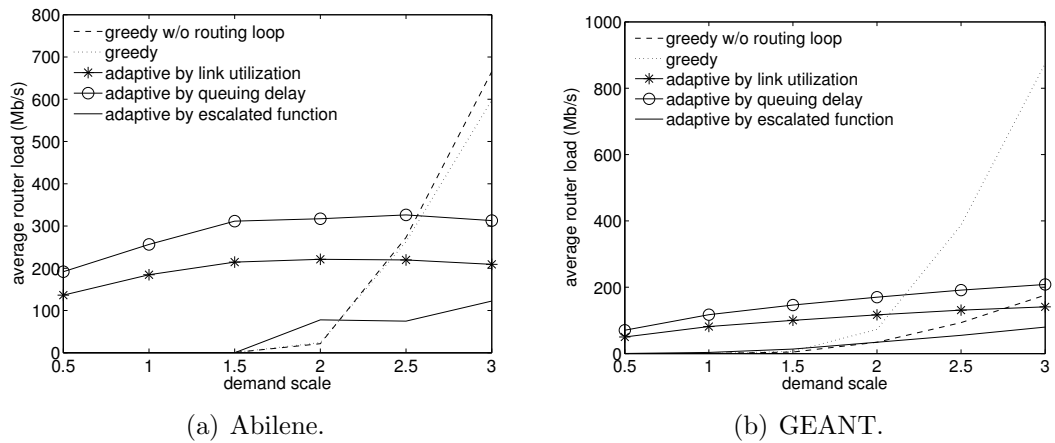 800
700
600
500
400
300
200
100
0
average router load (Mb/s)
greedy w/o routing loop
greedy
adaptive by link utilization
adaptive by queuing delay
adaptive by escalated function
0.5 1 1.5 2 2.5 3
demand scale
(a) Abilene.
1000
800
600
400
200
0
average router load (Mb/s)
greedy w/o routing loop
greedy
adaptive by link utilization
adaptive by queuing delay
adaptive by escalated function
0.5 1 1.5 2 2.5 3
demand scale
(b) GEANT.